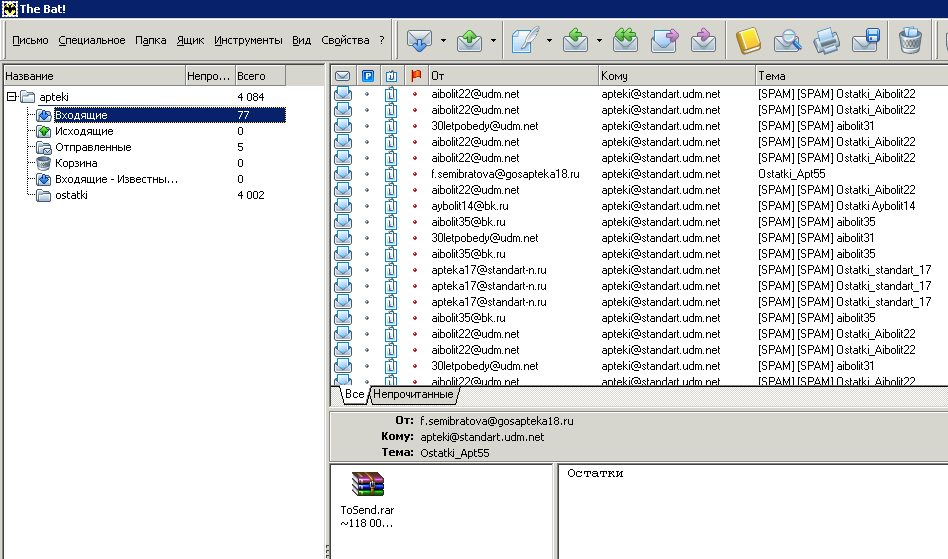 The Bat!
Письмо Специальное Папка Ящик Инструменты Вид Свойства ?
Название Непро... Всего
apteki 4 084
Входящие 77
Исходящие 0
Отправленные 5
Корзина 0
Входящие - Известны... 0
ostatki 4 002
От Кому Тема
aibolit22@udm.net apteki@standart.udm.net [SPAM] [SPAM] Ostatki_Aibolit22
aibolit22@udm.net apteki@standart.udm.net [SPAM] [SPAM] Ostatki_Aibolit22
30letpobedy@udm.net apteki@standart.udm.net [SPAM] [SPAM] aibolit31
aibolit22@udm.net apteki@standart.udm.net [SPAM] [SPAM] Ostatki_Aibolit22
aibolit22@udm.net apteki@standart.udm.net [SPAM] [SPAM] Ostatki_Aibolit22
f.semibratova@gosapteka18.ru apteki@standart.udm.net Ostatki_Apt55
aibolit22@udm.net apteki@standart.udm.net [SPAM] [SPAM] Ostatki_Aibolit22
aybolit14@bk.ru apteki@standart.udm.net [SPAM] [SPAM] Ostatki Aybolit14
aibolit35@bk.ru apteki@standart.udm.net [SPAM] [SPAM] aibolit35
30letpobedy@udm.net apteki@standart.udm.net [SPAM] [SPAM] aibolit31
aibolit35@bk.ru apteki@standart.udm.net [SPAM] [SPAM] aibolit35
apteka17@standart-n.ru apteki@standart.udm.net [SPAM] [SPAM] Ostatki_standart_17
apteka17@standart-n.ru apteki@standart.udm.net [SPAM] [SPAM] Ostatki_standart_17
apteka17@standart-n.ru apteki@standart.udm.net [SPAM] [SPAM] Ostatki_standart_17
aibolit35@bk.ru apteki@standart.udm.net [SPAM] [SPAM] aibolit35
aibolit22@udm.net apteki@standart.udm.net [SPAM] [SPAM] Ostatki_Aibolit22
aibolit22@udm.net apteki@standart.udm.net [SPAM] [SPAM] Ostatki_Aibolit22
30letpobedy@udm.net apteki@standart.udm.net [SPAM] [SPAM] aibolit31
aibolit22@udm.net apteki@standart.udm.net [SPAM] [SPAM] Ostatki_Aibolit22
Все Непрочитанные
От: f.semibratova@gosapteka18.ru
Кому: apteki@standart.udm.net
Тема: Ostatki_Apt55
Остатки
ToSend.rar
~118 00...